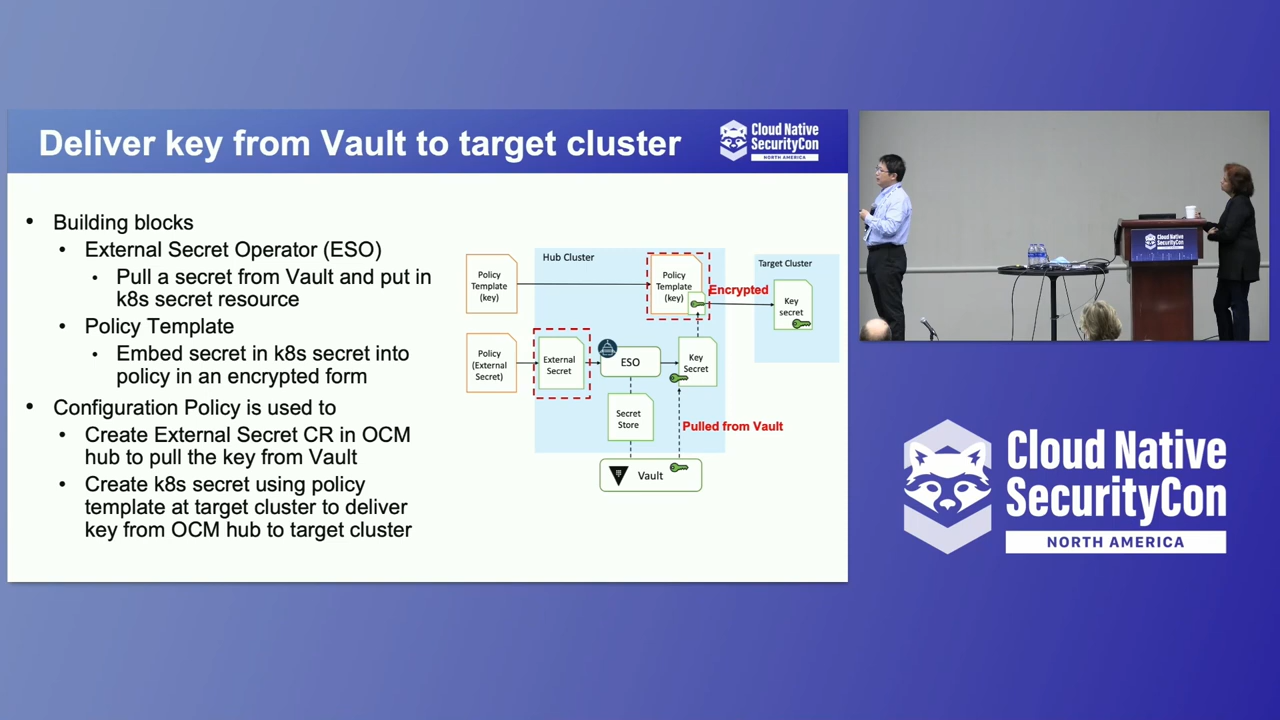 Deliver key from Vault to target cluster
Cloud Native
SecurityCon
NORTH AMERICA
• Building blocks
• External Secret Operator (ESO)
• Pull a secret from Vault and put in
k8s secret resource
• Policy Template
• Embed secret in k8s secret into
policy in an encrypted form
• Configuration Policy is used to
• Create External Secret CR in OCM
hub to pull the key from Vault
• Create k8s secret using policy
template at target cluster to deliver
key from OCM hub to target cluster
Hub Cluster
Target Cluster
Policy
Template
(key)
Policy
Template
(key)
Encrypted
Key
secret
Policy
(External
Secret)
External
Secret
ESO
Key
Secret
Secret
Store
Pulled from Vault
Vault
Cloud Native
SecurityCon
Cloud Native
SecurityCon
NORTH AMERICA